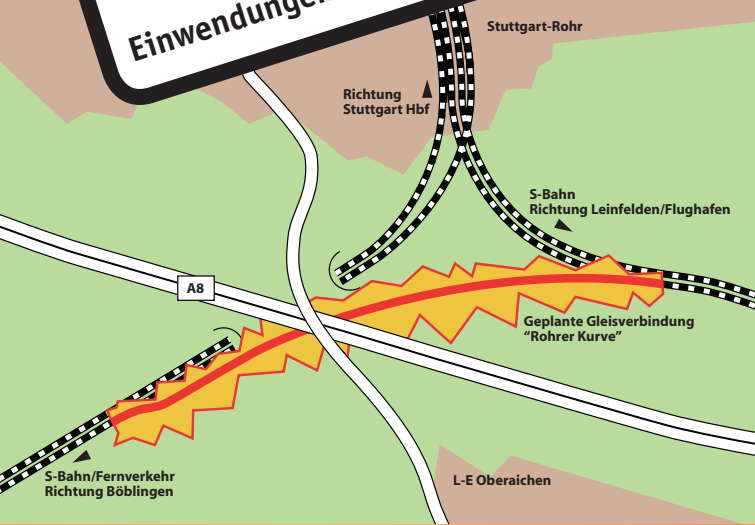 Einwendungen
Stuttgart-Rohr
Richtung
Stuttgart Hbf
S-Bahn
Richtung Leinfelden/Flughafen
A8
Geplante Gleisverbindung
“Rohrer Kurve”
S-Bahn/Fernverkehr
Richtung Böblingen
L-E Oberaichen